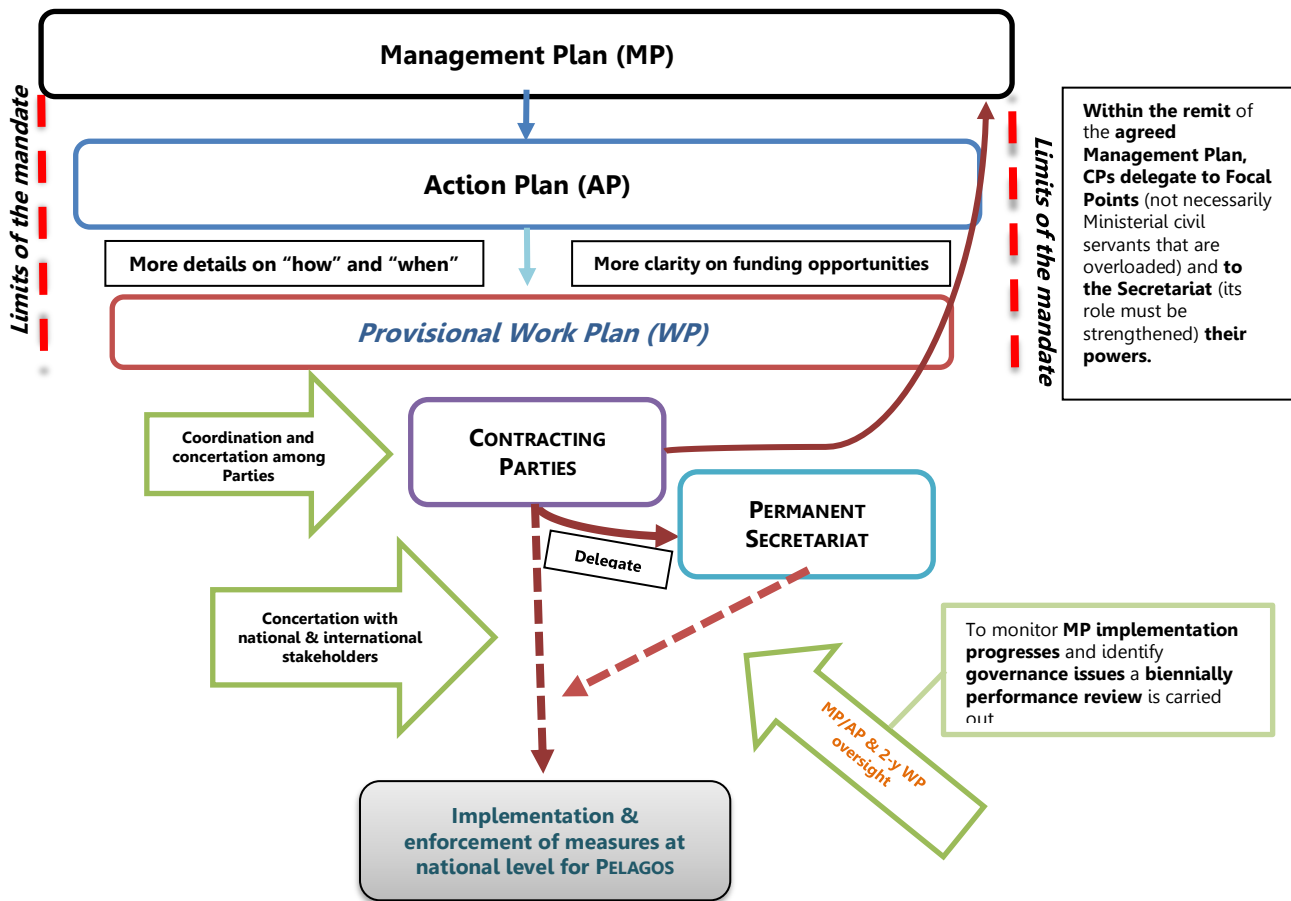 Management Plan (MP)
Limits of the mandate
Action Plan (AP)
More details on “how” and “when”
More clarity on funding opportunities
Provisional Work Plan (WP)
Limits of the mandate
Within the remit of
the agreed
Management Plan,
CPs delegate to Focal
Points (not necessarily
Ministerial civil
servants that are
overloaded) and to
the Secretariat (its
role must be
strengthened) their
powers.
Coordination and
concertation among
Parties
CONTRACTING
PARTIES
PERMANENT
SECRETARIAT
Delegate
Concertation with
national & international
stakeholders
To monitor MP implementation
progresses and identify
governance issues a biennially
performance review is carried
out
MP/AP & 2-y WP
oversight
Implementation &
enforcement of measures at
national level for PELAGOS